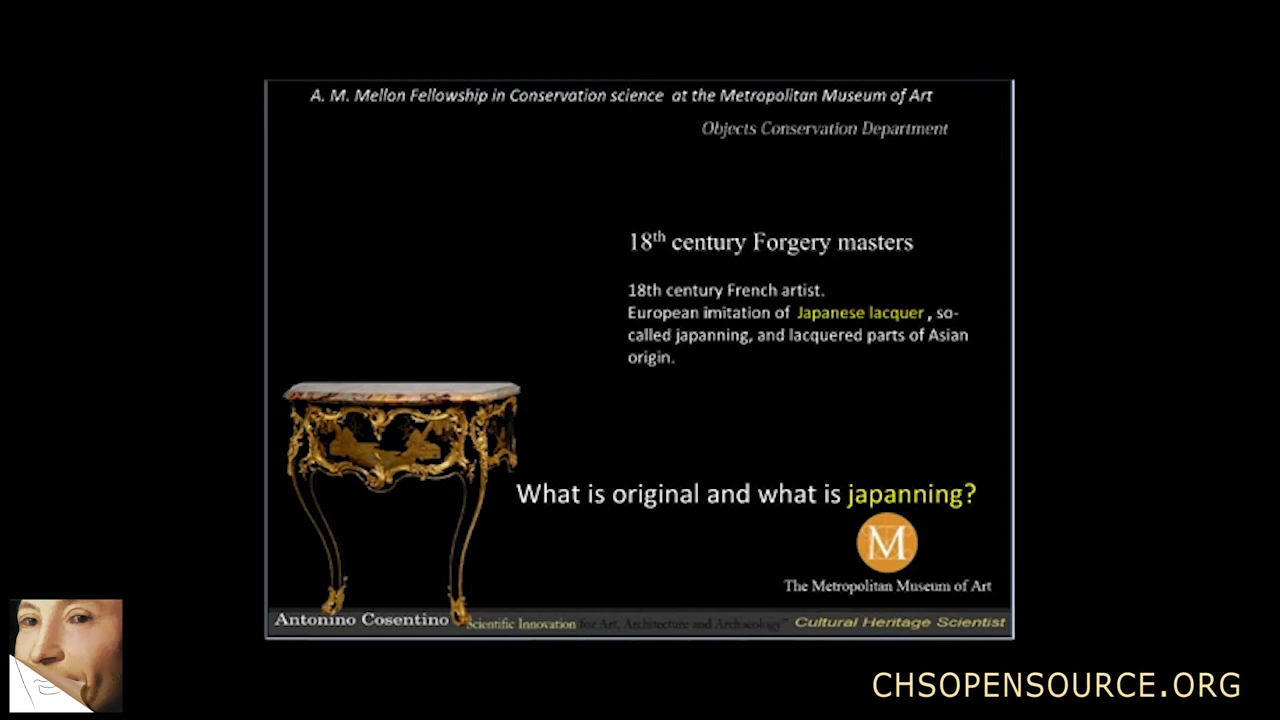 A. M. Mellon Fellowship in Conservation science at the Metropolitan Museum of Art
Objects Conservation Department
18th century Forgery masters
18th century French artist.
European imitation of Japanese lacquer , so-
called japanning, and lacquered parts of Asian
origin.
What is original and what is japanning?
M
The Metropolitan Museum of Art
Antonino Cosentino "Scientific Innovation for Art, Architecture and Archaeology" Cultural Heritage Scientist
CHSOPENSOURCE.ORG